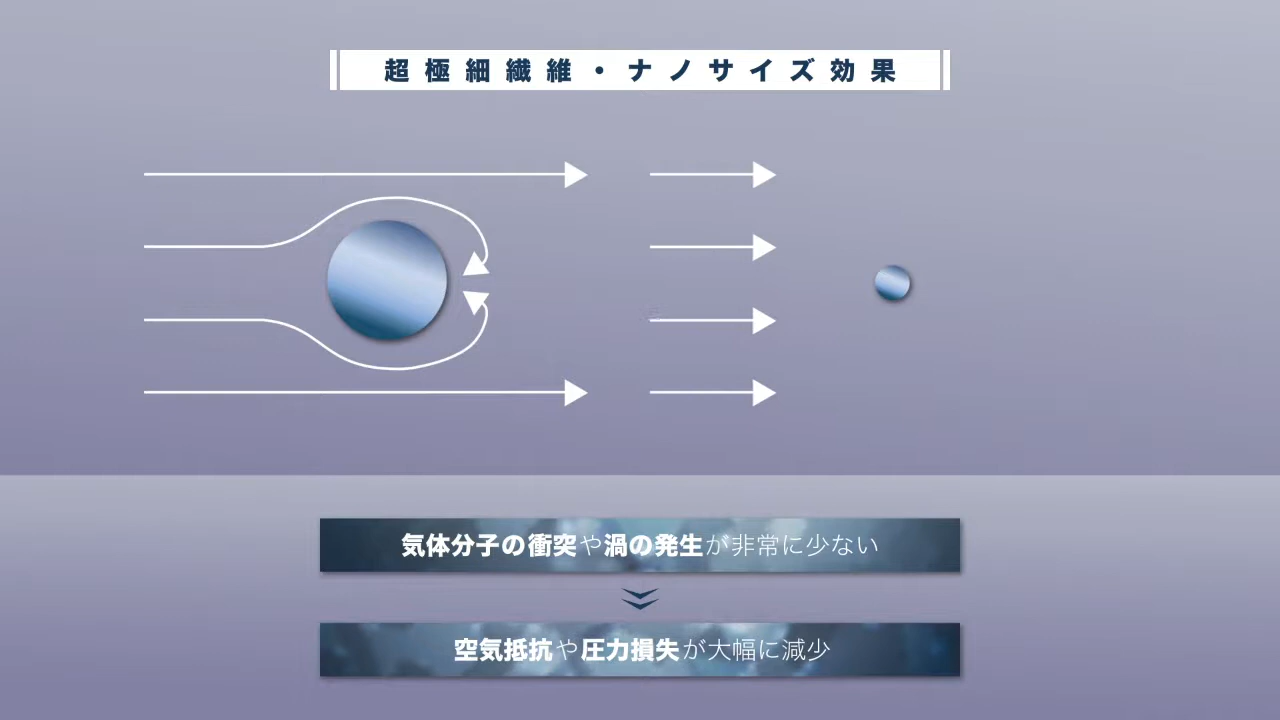 超極細繊維・ナノサイズ効果
気体分子の衝突や渦の発生が非常に少ない
空気抵抗や圧力損失が大幅に減少